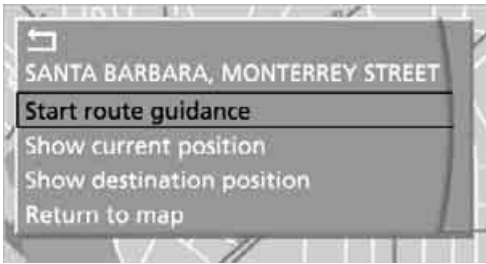 SANTA BARBARA, MONTERREY STREET
Start route guidance
Show current position
Show destination position
Return to map